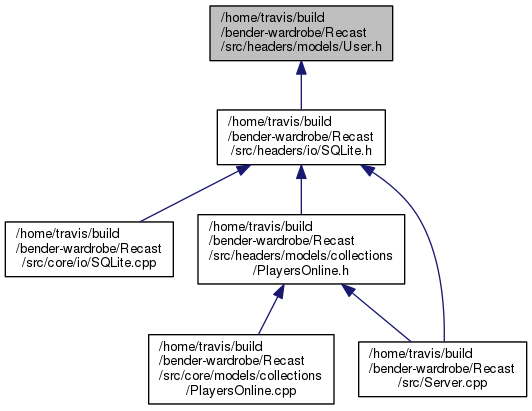 /home/travis/build
/bender-wardrobe/Recast
/src/headers/models/User.h
/home/travis/build
/bender-wardrobe/Recast
/src/headers/io/SQLite.h
/home/travis/build
/bender-wardrobe/Recast
/src/core/io/SQLite.cpp
/home/travis/build
/bender-wardrobe/Recast
/src/headers/models/collections
/PlayersOnline.h
/home/travis/build
/bender-wardrobe/Recast
/src/core/models/collections
/PlayersOnline.cpp
/home/travis/build
/bender-wardrobe/Recast
/src/Server.cpp